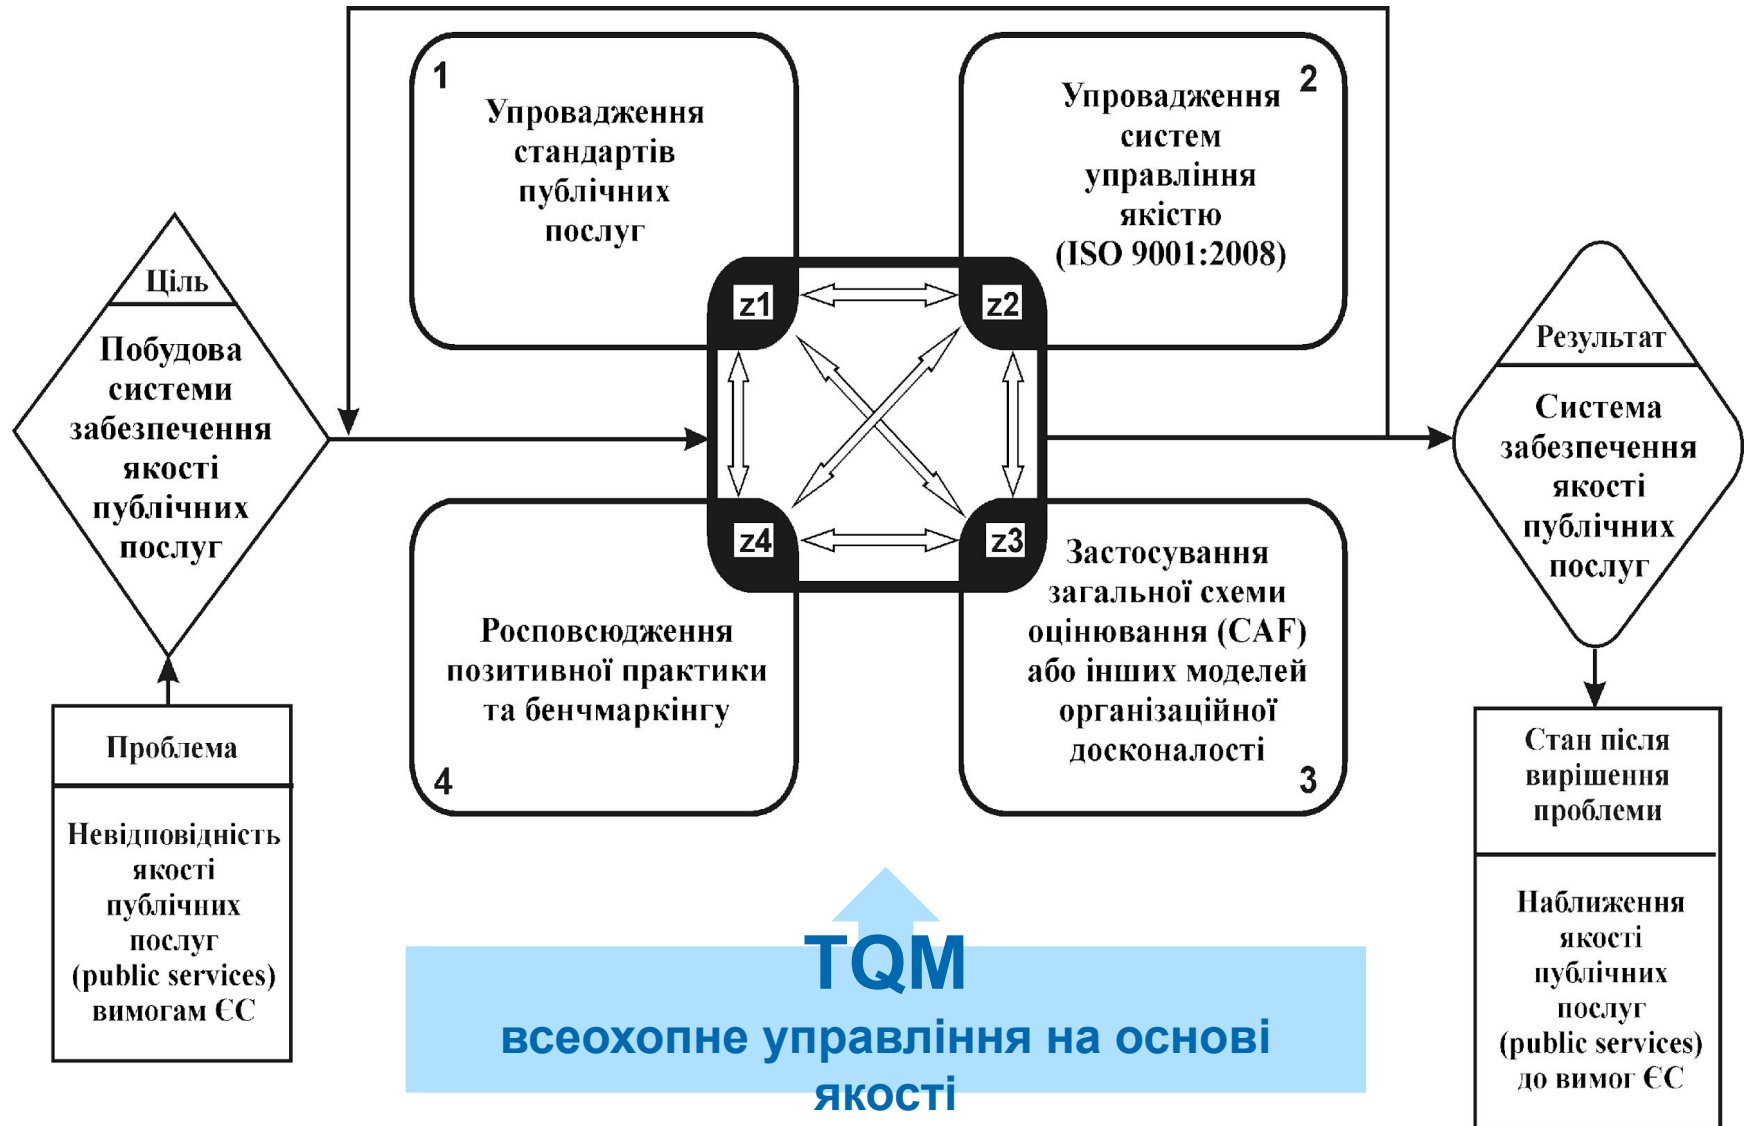 Ціль
Побудова
системи
забезпечення
якості
публічних
послуг
Проблема
Невідповідність
якості
публічних
послуг
(public services)
вимогам ЄС
1
Упровадження
стандартів
публічних
послуг
2
Упровадження
систем
управління
якістю
(ISO 9001:2008)
z1
z2
z4
z3
Росповсюдження
позитивної практики
та бенчмаркінгу
4
Застосування
загальної схеми
оцінювання (CAF)
або інших моделей
організаційної
досконалості
3
Результат
Система
забезпечення
якості
публічних
послуг
Стан після
вирішення
проблеми
Наближення
якості
публічних
послуг
(public services)
до вимог ЄС
TQM
всеохопне управління на основі
якості